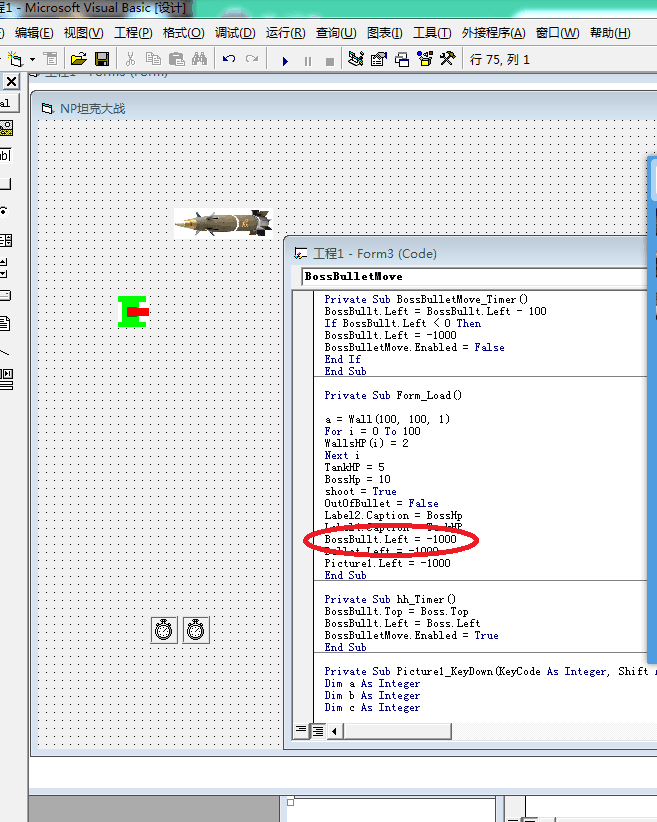 程1 - Microsoft Visual Basic [设计]
编辑(E) 视图(V) 工程(P) 格式(O) 调试(D) 运行(R) 查询(U) 图表(I) 工具(T) 外接程序(A) 窗口(W) 帮助(H)
行 75, 列 1
工程1 - Form3 (Form)
NP坦克大战
工程1 - Form3 (Code)
BossBulletMove
Private Sub BossBulletMove_Timer()
BossBullt.Left = BossBullt.Left - 100
If BossBullt.Left < 0 Then
BossBullt.Left = -1000
BossBulletMove.Enabled = False
End If
End Sub
Private Sub Form_Load()
a = Wall(100, 100, 1)
For i = 0 To 100
WallsHP(i) = 2
Next i
TankHP = 5
BossHp = 10
shoot = True
OutOfBullet = False
Label2.Caption = BossHp
Label4.Caption = TankHP
BossBullt.Left = -1000
Bullet.Left = -1000
Picture1.Left = -1000
End Sub
Private Sub hh_Timer()
BossBullt.Top = Boss.Top
BossBullt.Left = Boss.Left
BossBulletMove.Enabled = True
End Sub
Private Sub Picture1_KeyDown(KeyCode As Integer, Shift
Dim a As Integer
Dim b As Integer
Dim c As Integer